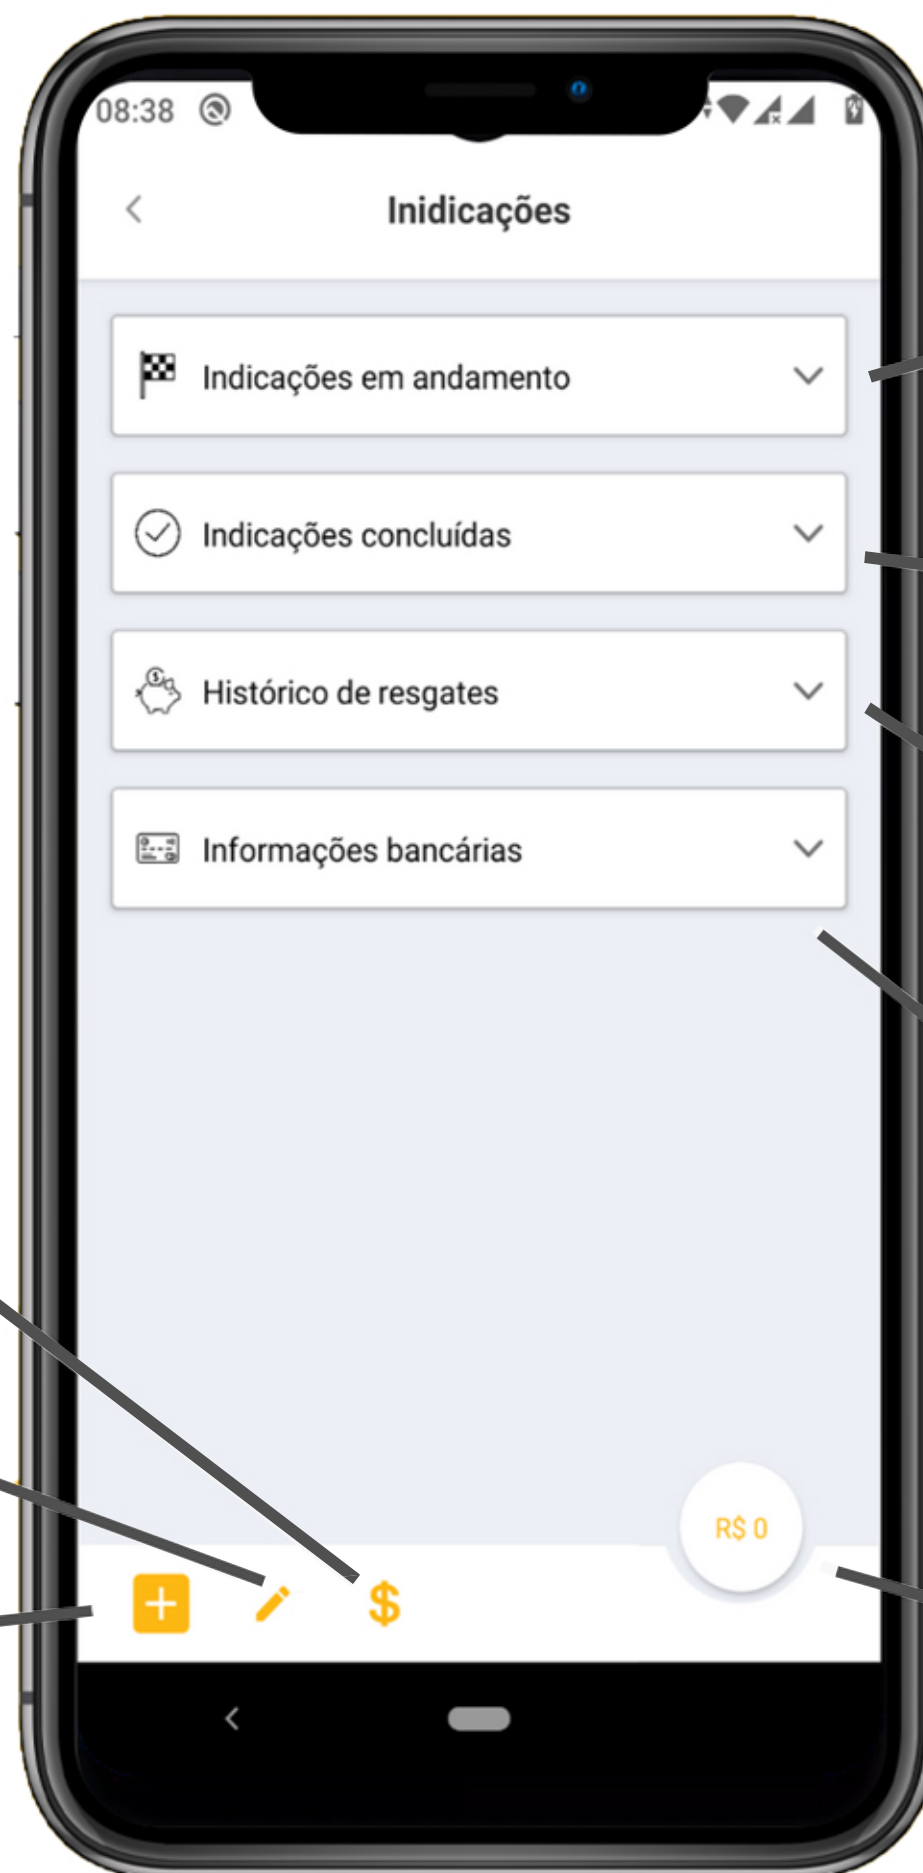 08:38
Inidicações
Indicações em andamento
Indicações concluídas
Histórico de resgates
Informações bancárias
R$ 0
$